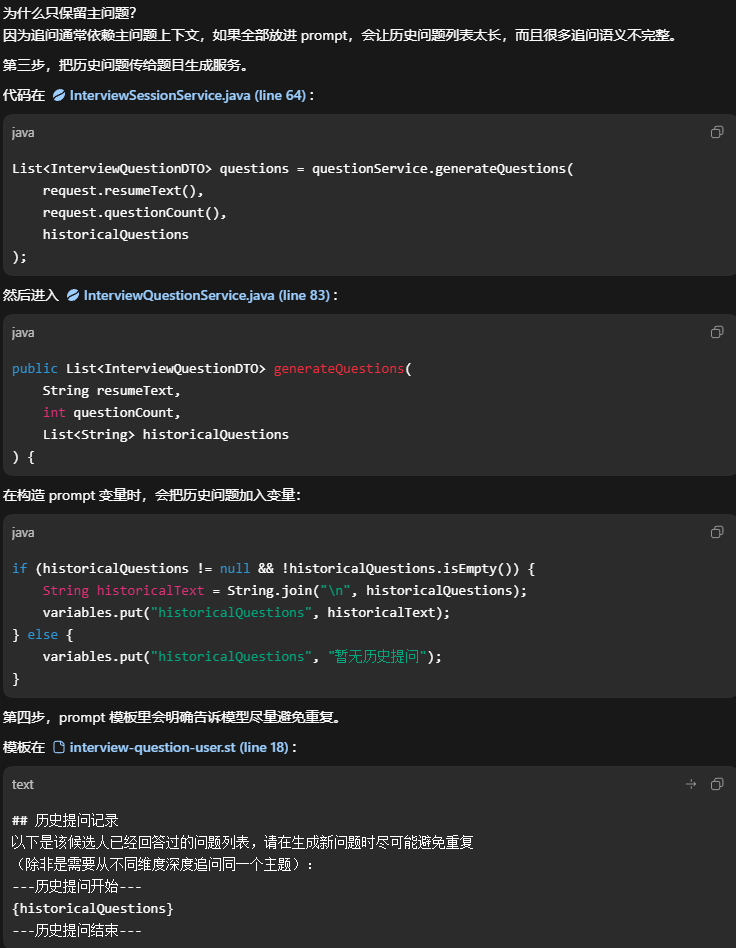 为什么只保留主问题？
因为追问通常依赖主问题上下文，如果全部放进 prompt，会让历史问题列表太长，而且很多追问语义不完整。
第三步，把历史问题传给题目生成服务。
代码在 InterviewSessionService.java (line 64)：
java
List<InterviewQuestionDTO> questions = questionService.generateQuestions(
    request.resumeText(),
    request.questionCount(),
    historicalQuestions
);
然后进入 InterviewQuestionService.java (line 83)：
java
public List<InterviewQuestionDTO> generateQuestions(
    String resumeText,
    int questionCount,
    List<String> historicalQuestions
) {
在构造 prompt 变量时，会把历史问题加入变量：
java
if (historicalQuestions != null && !historicalQuestions.isEmpty()) {
    String historicalText = String.join("\n", historicalQuestions);
    variables.put("historicalQuestions", historicalText);
} else {
    variables.put("historicalQuestions", "暂无历史提问");
}
第四步，prompt 模板里会明确告诉模型尽量避免重复。
模板在 interview-question-user.st (line 18)：
text
## 历史提问记录
以下是该候选人已经回答过的问题列表，请在生成新问题时尽可能避免重复
（除非是需要从不同维度深度追问同一个主题）：
---历史提问开始---
{historicalQuestions}
---历史提问结束---